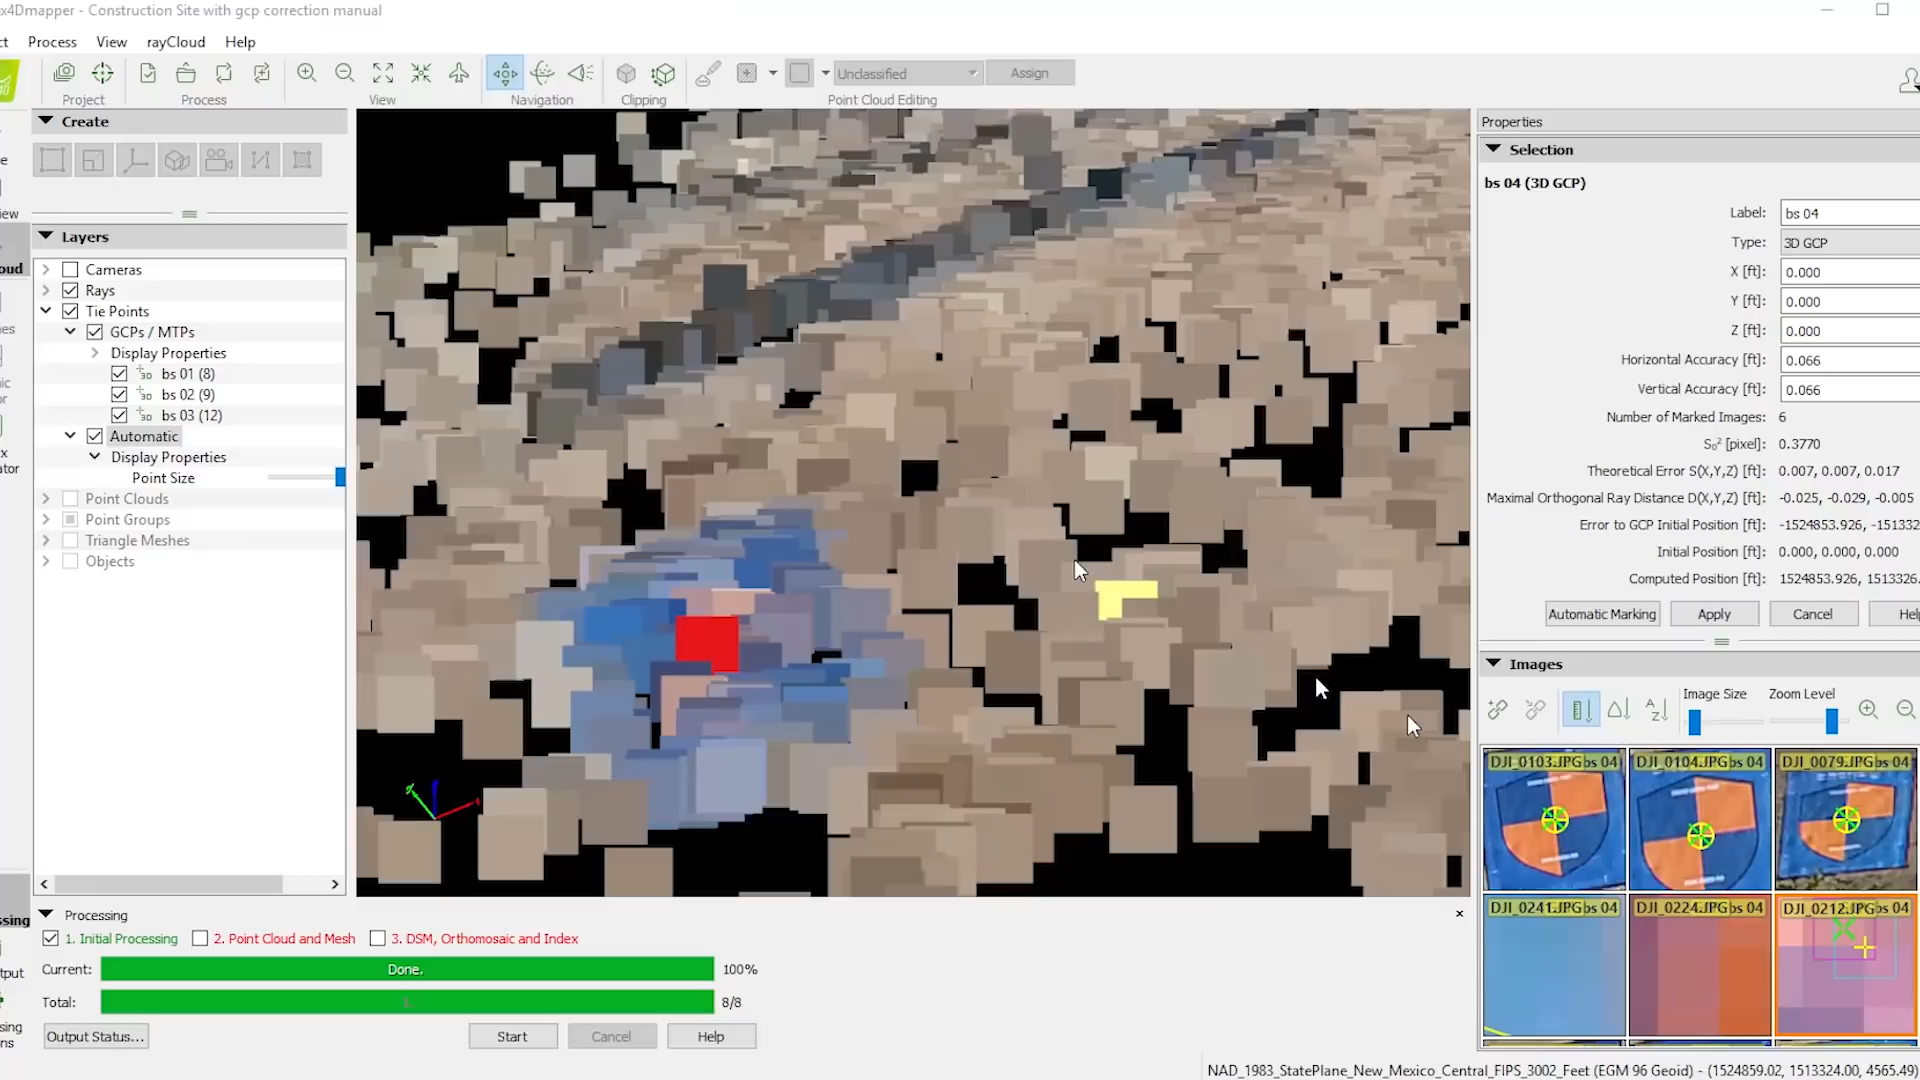 x4Dmapper - Construction Site with gcp correction manual
ct Process View rayCloud Help
Project Process View Navigation Clipping Point Cloud Editing
Unclassified Assign
Create
Layers
Cameras
Rays
Tie Points
GCPs / MTPs
Display Properties
bs 01 (8)
bs 02 (9)
bs 03 (12)
Automatic
Display Properties
Point Size
Point Clouds
Point Groups
Triangle Meshes
Objects
Properties
Selection
bs 04 (3D GCP)
Label: bs 04
Type: 3D GCP
X [ft]: 0.000
Y [ft]: 0.000
Z [ft]: 0.000
Horizontal Accuracy [ft]: 0.066
Vertical Accuracy [ft]: 0.066
Number of Marked Images: 6
S₀² [pixel]: 0.3770
Theoretical Error S(X,Y,Z) [ft]: 0.007, 0.007, 0.017
Maximal Orthogonal Ray Distance D(X,Y,Z) [ft]: -0.025, -0.029, -0.005
Error to GCP Initial Position [ft]: -1524853.926, -151332
Initial Position [ft]: 0.000, 0.000, 0.000
Computed Position [ft]: 1524853.926, 1513326.
Automatic Marking Apply Cancel Help
Images
Image Size Zoom Level
DJI_0103.JPG bs 04
DJI_0104.JPG bs 04
DJI_0079.JPG bs 04
DJI_0241.JPG bs 04
DJI_0224.JPG bs 04
DJI_0212.JPG bs 04
Processing
1. Initial Processing 2. Point Cloud and Mesh 3. DSM, Orthomosaic and Index
Current: Done. 100%
Total: 8/8
Output Status... Start Cancel Help
NAD_1983_StatePlane_New_Mexico_Central_FIPS_3002_Feet (EGM 96 Geoid) - (1524859.02, 1513324.00, 4565.49)